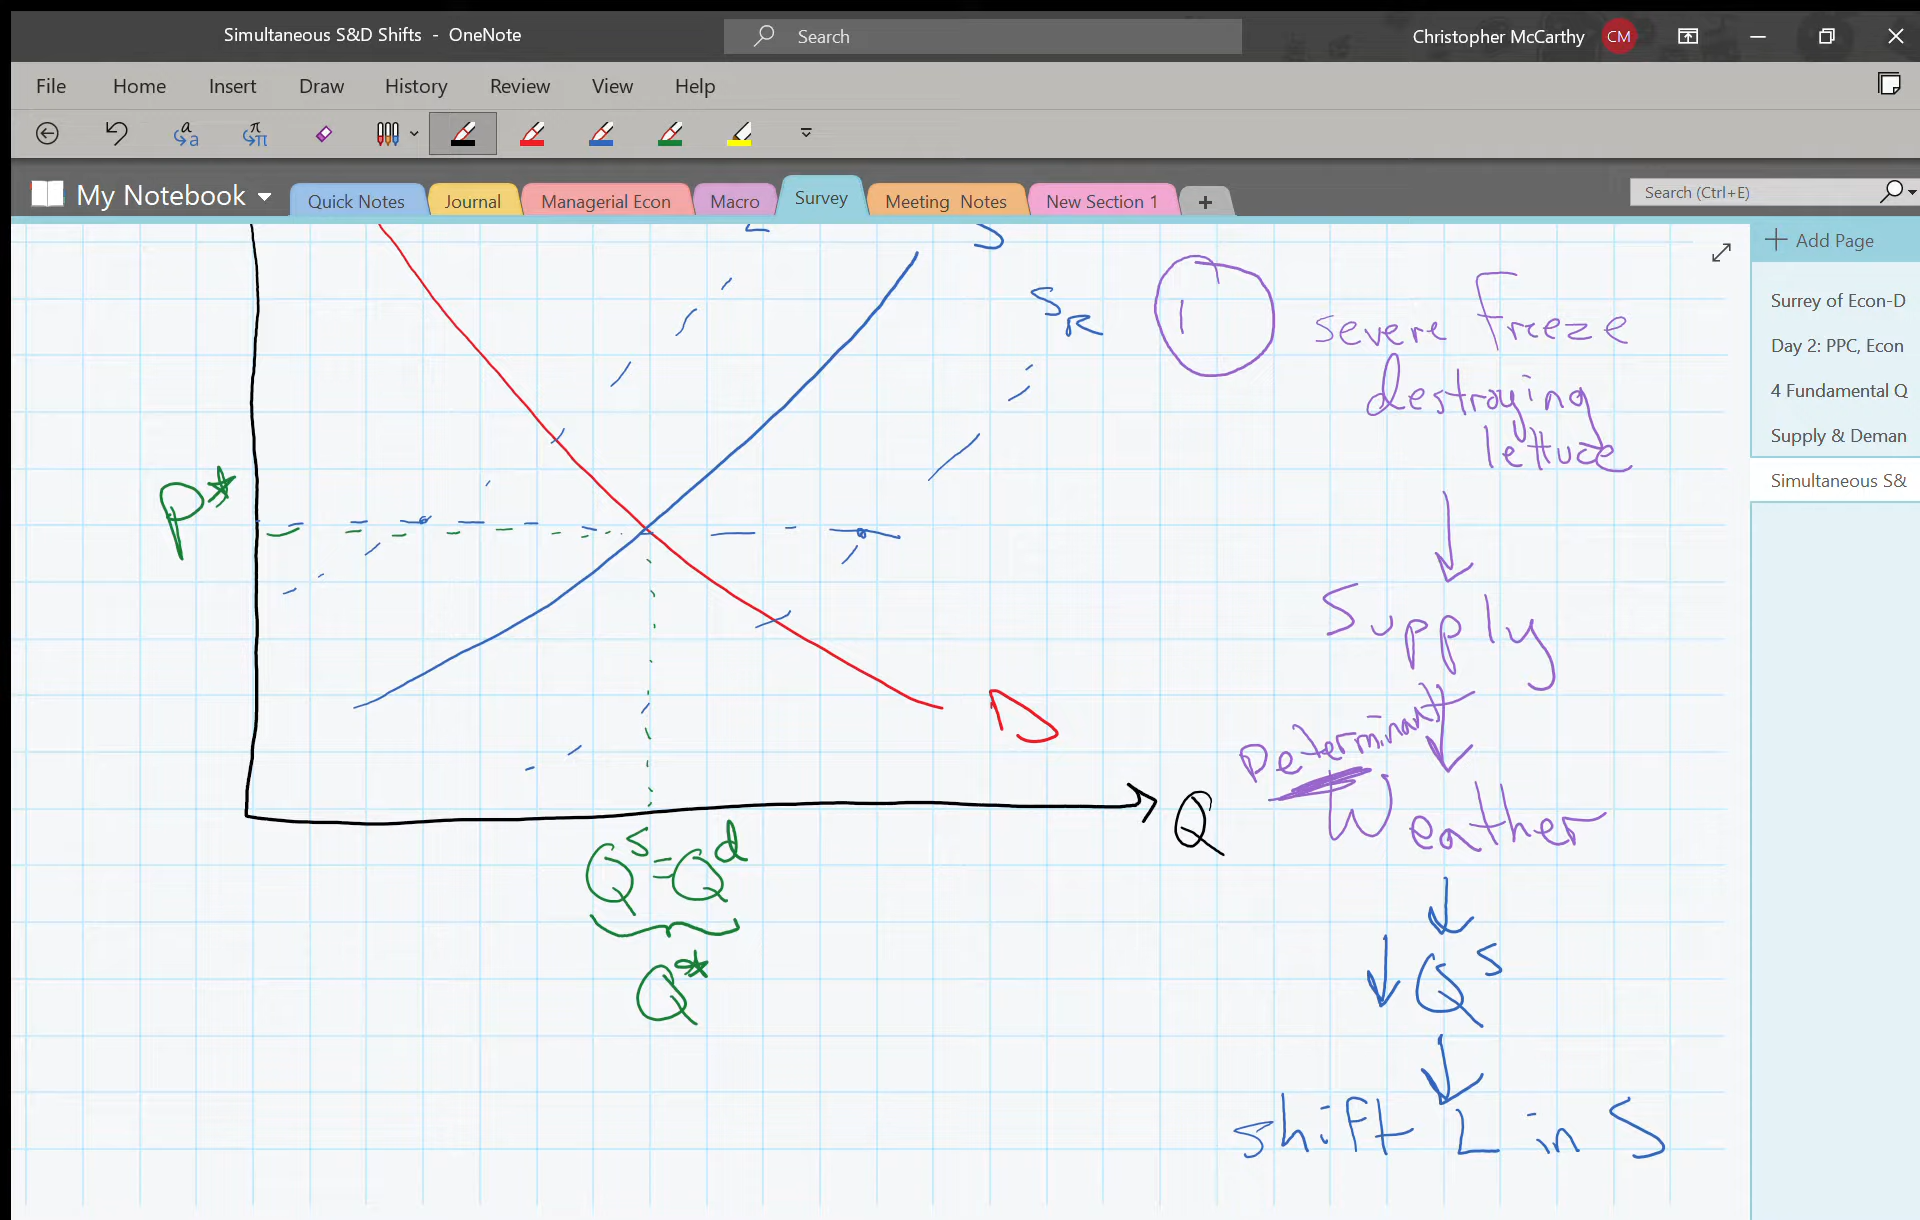 Simultaneous S&D Shifts - OneNote
Search
Christopher McCarthy CM
File Home Insert Draw History Review View Help
My Notebook
Quick Notes Journal Managerial Econ Macro Survey Meeting Notes New Section 1 +
Search (Ctrl+E)
Add Page
Surrey of Econ-D
Day 2: PPC, Econ
4 Fundamental Q
Supply & Deman
Simultaneous S&
L
S
S R
P*
D
Q
Q s = Q d
Q*
1
severe freeze
destroying
lettuce
Supply
Determinant
Weather
↓ Q s
shift L in S